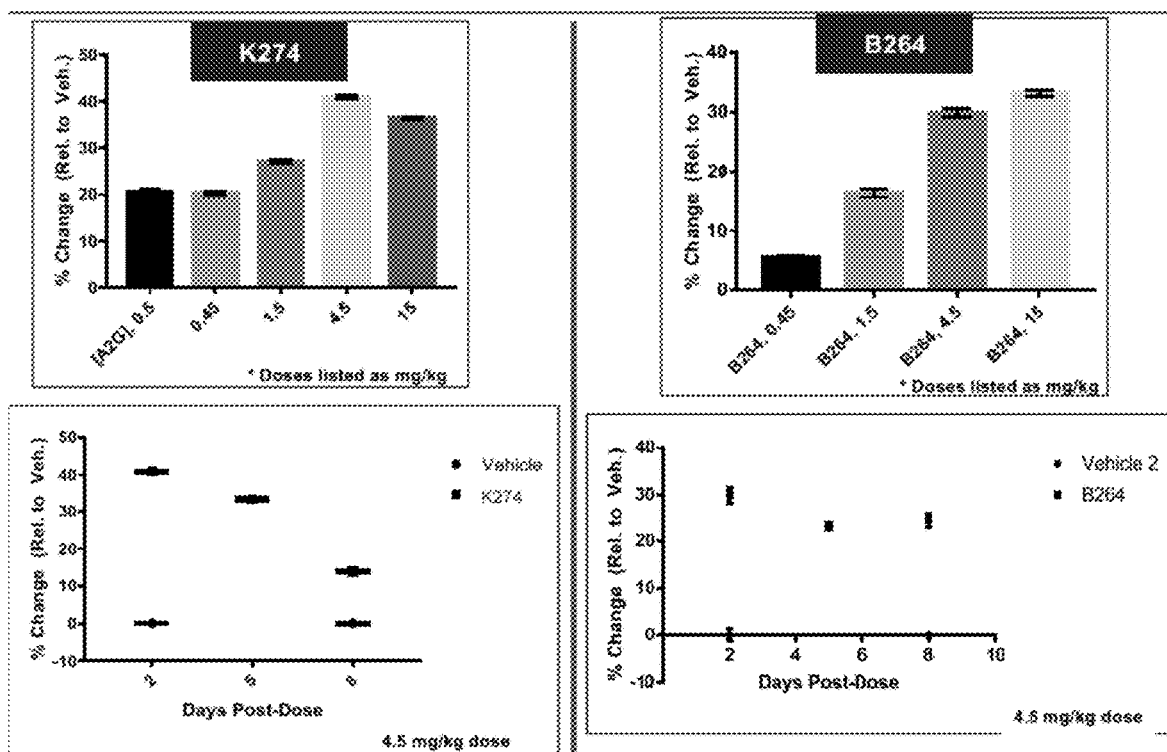 K274
50
40
30
20
10
0
% Change (Rel. to Veh.)
[A2G], 0.5
0.45
1.5
4.5
15
* Doses listed as mg/kg
B264
40
30
20
10
0
% Change (Rel. to Veh.)
B264, 0.45
B264, 1.5
B264, 4.5
B264, 15
* Doses listed as mg/kg
50
40
30
20
10
0
-10
% Change (Rel. to Veh.)
Vehicle
K274
2
Days Post-Dose
4.5 mg/kg dose
40
30
20
10
0
-10
% Change (Rel. to Veh.)
Vehicle 2
B264
2
4
6
8
10
Days Post-Dose
4.5 mg/kg dose